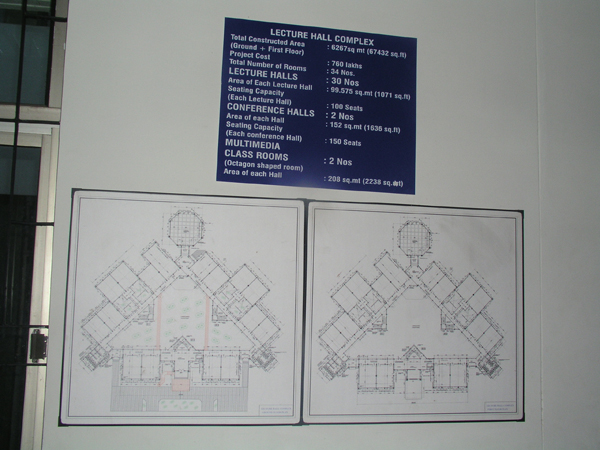 LECTURE HALL COMPLEX
Total Constructed Area : 6267sq mt (67432 sq.ft)
(Ground + First Floor)
Project Cost : 760 lakhs
Total Number of Rooms : 34 Nos.
LECTURE HALLS : 30 Nos
Area of Each Lecture Hall : 99.575 sq.mt (1071 sq.ft)
Seating Capacity : 100 Seats
(Each Lecture Hall)
CONFERENCE HALLS : 2 Nos
Area of each Hall : 152 sq.mt (1636 sq.ft)
Seating Capacity : 150 Seats
(Each conference Hall)
MULTIMEDIA
CLASS ROOMS : 2 Nos
(Octagon shaped room)
Area of each Hall : 208 sq.mt (2238 sq.mt)